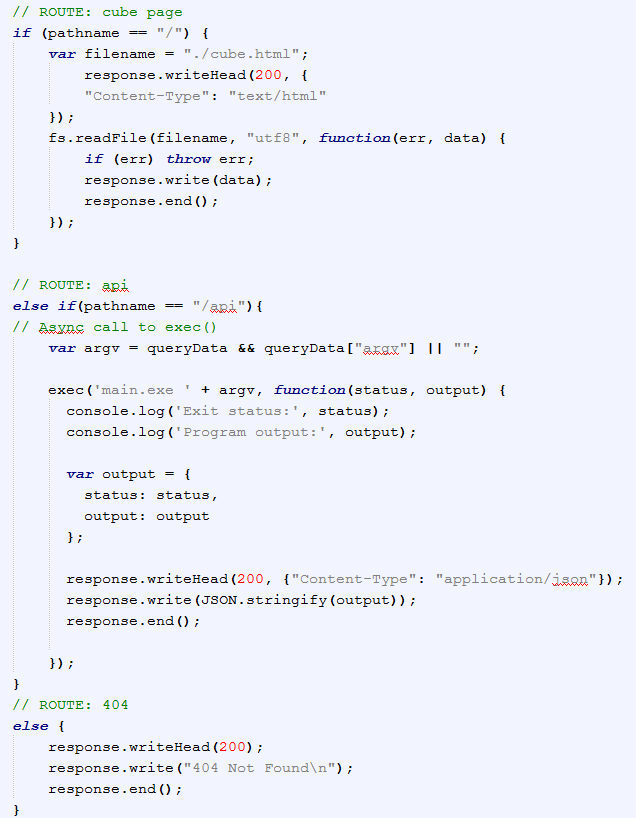 // ROUTE: cube page
if (pathname == "/") {
    var filename = "./cube.html";
        response.writeHead(200, {
        "Content-Type": "text/html"
    });
    fs.readFile(filename, "utf8", function(err, data) {
        if (err) throw err;
        response.write(data);
        response.end();
    });
}

// ROUTE: api
else if(pathname == "/api"){
// Async call to exec()
    var argv = queryData && queryData["argv"] || "";

    exec('main.exe ' + argv, function(status, output) {
      console.log('Exit status:', status);
      console.log('Program output:', output);

      var output = {
        status: status,
        output: output
      };

      response.writeHead(200, {"Content-Type": "application/json"});
      response.write(JSON.stringify(output));
      response.end();

    });
}
// ROUTE: 404
else {
    response.writeHead(200);
    response.write("404 Not Found\n");
    response.end();
}